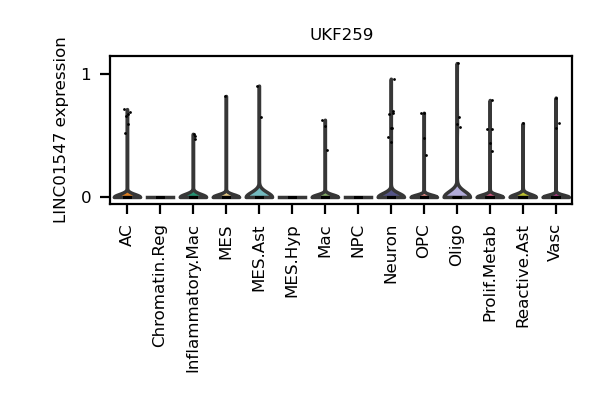 UKF259
LINC01547 expression
1
0
AC
Chromatin.Reg
Inflammatory.Mac
MES
MES.Ast
MES.Hyp
Mac
NPC
Neuron
OPC
Oligo
Prolif.Metab
Reactive.Ast
Vasc